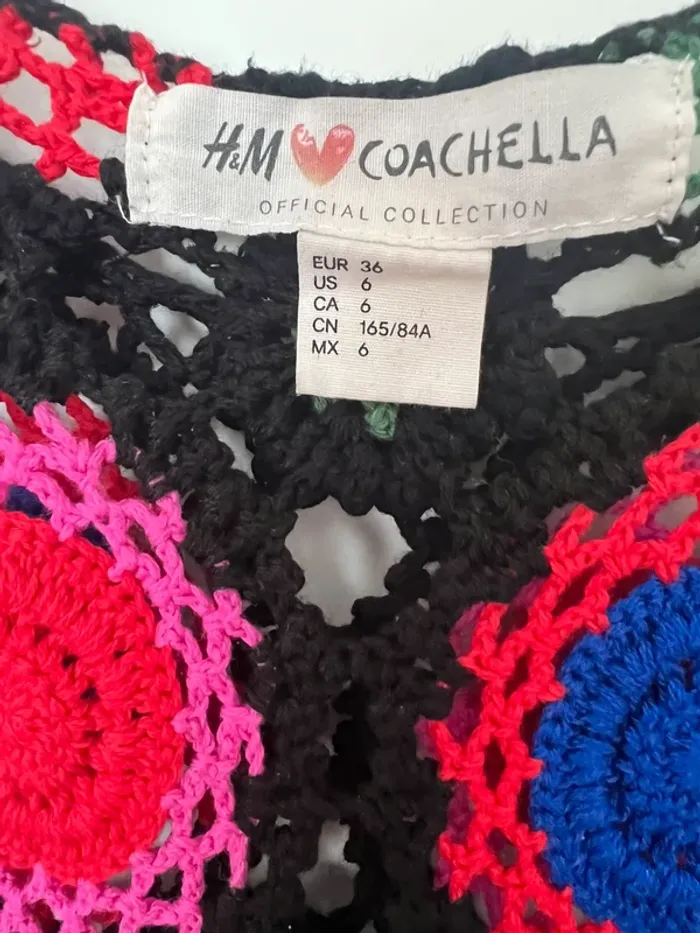 H&M COACHELLA
OFFICIAL COLLECTION
EUR 36
US 6
CA 6
CN 165/84A
MX 6